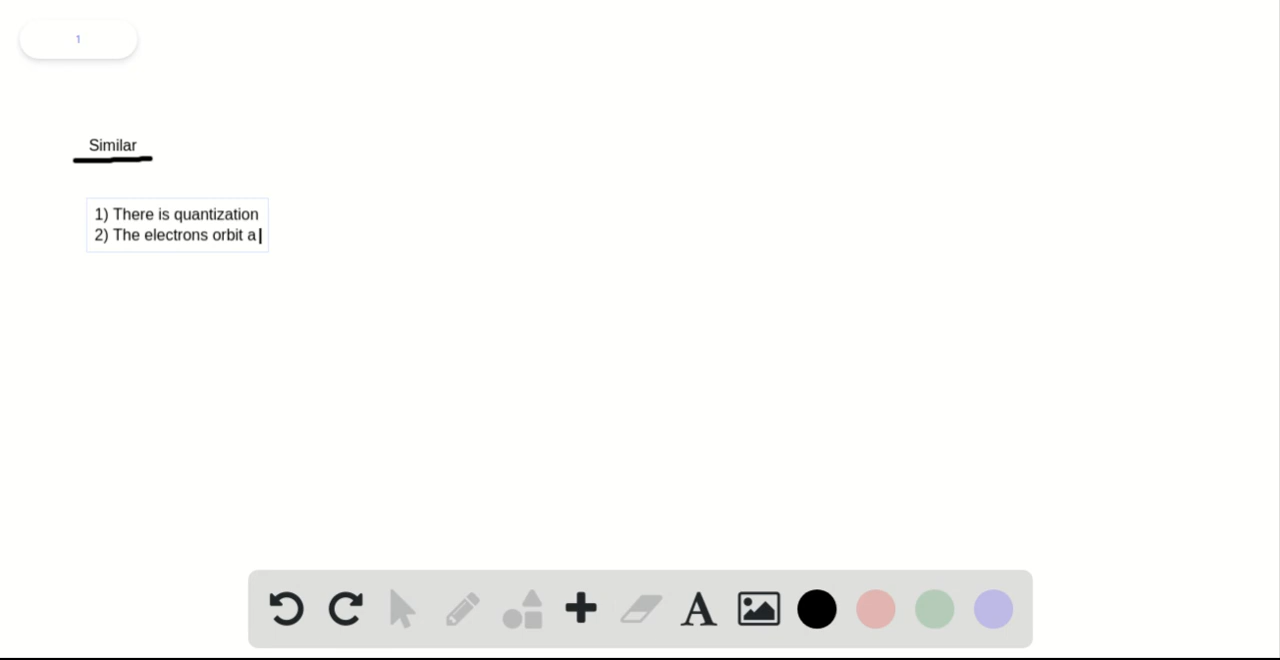 1
Similar
1) There is quantization
2) The electrons orbit a
A